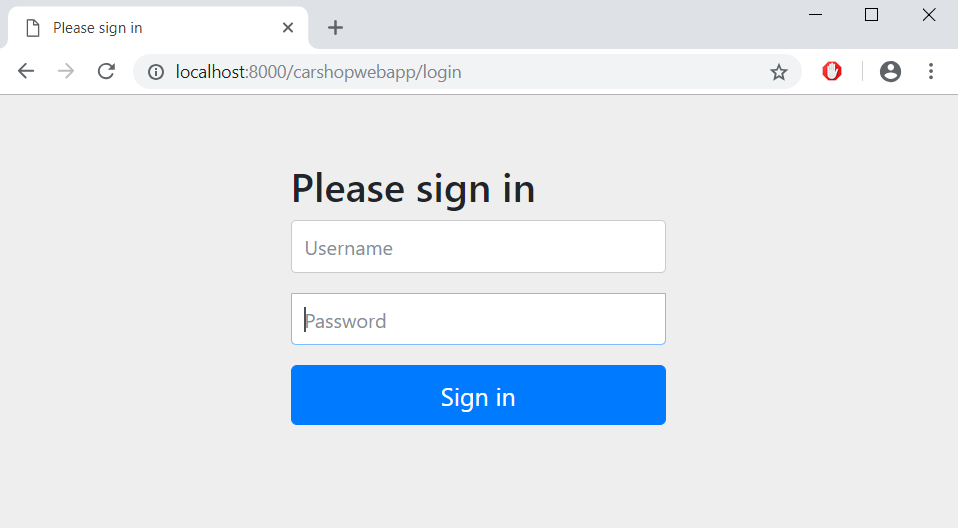 Please sign in
localhost:8000/carshopwebapp/login
Please sign in
Username
Password
Sign in